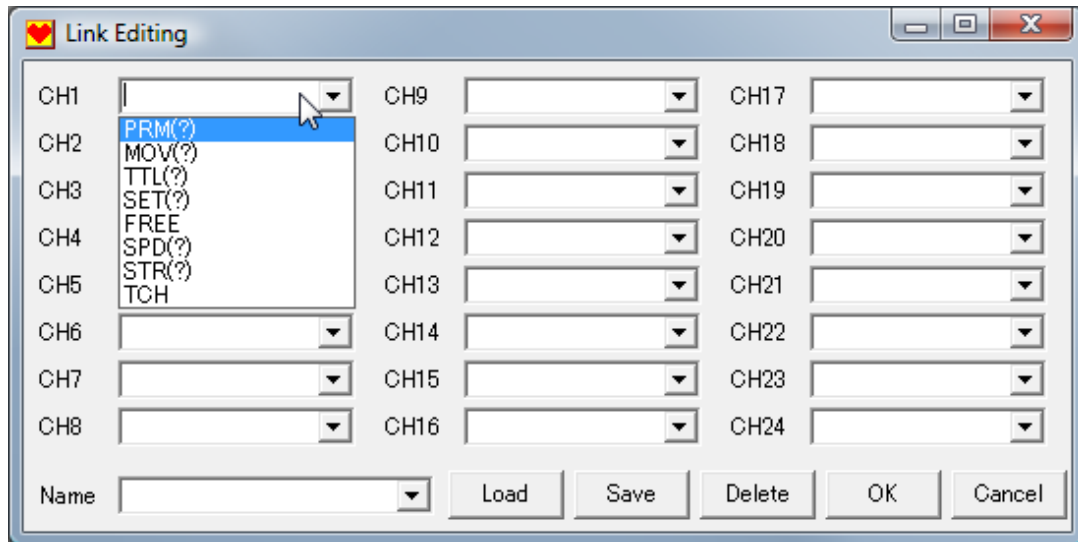 Link Editing
CH1 CH9 CH17
PRM(?)
CH2 MOV(?) CH10 CH18
TTL(?)
CH3 SET(?) CH11 CH19
FREE
CH4 SPD(?) CH12 CH20
STR(?)
CH5 TCH CH13 CH21
CH6 CH14 CH22
CH7 CH15 CH23
CH8 CH16 CH24
Name Load Save Delete OK Cancel